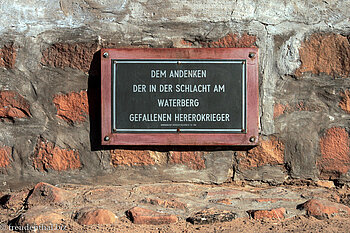 DEM ANDENKEN
DER IN DER SCHLACHT AM
WATERBERG
GEFALLENEN HEREROKRIEGER